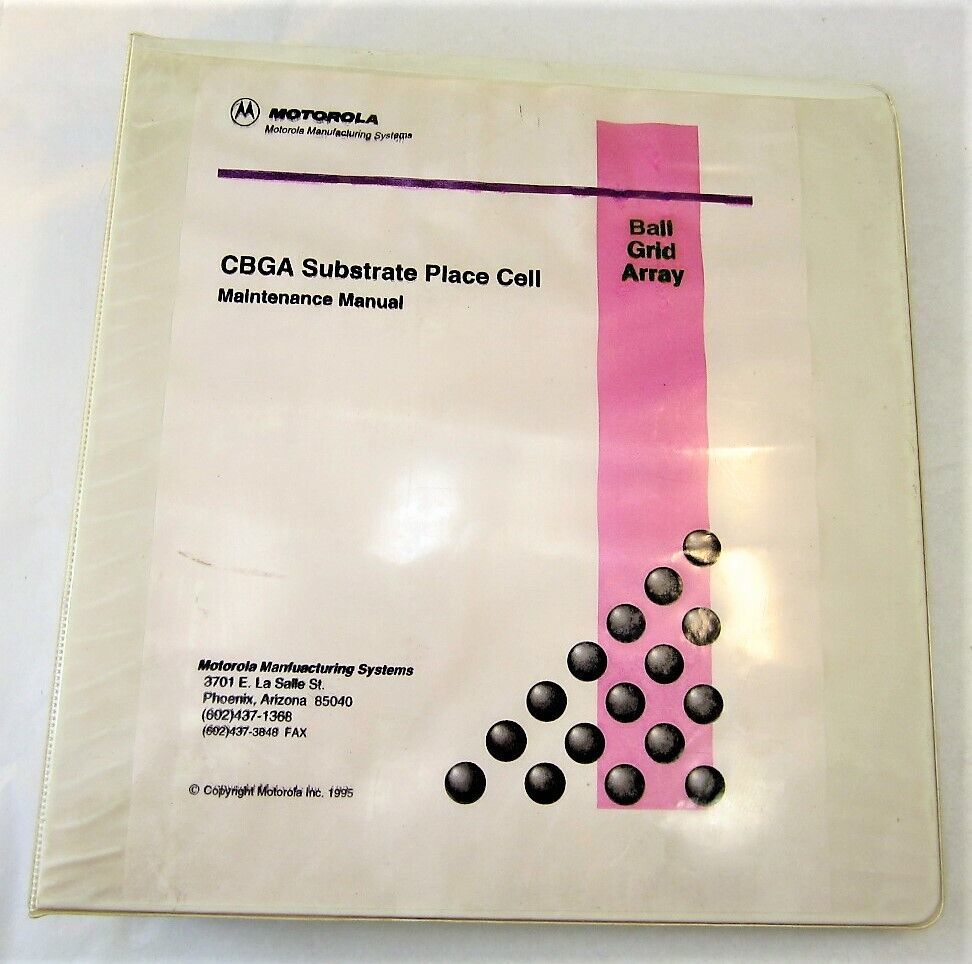 MOTOROLA
Motorola Manufacturing Systems
Ball
Grid
Array
CBGA Substrate Place Cell
Maintenance Manual
Motorola Manfuacturing Systems
3701 E. La Salle St.
Phoenix, Arizona 85040
(602)437-1368
(602)437-3848 FAX
© Copyright Motorola Inc. 1995